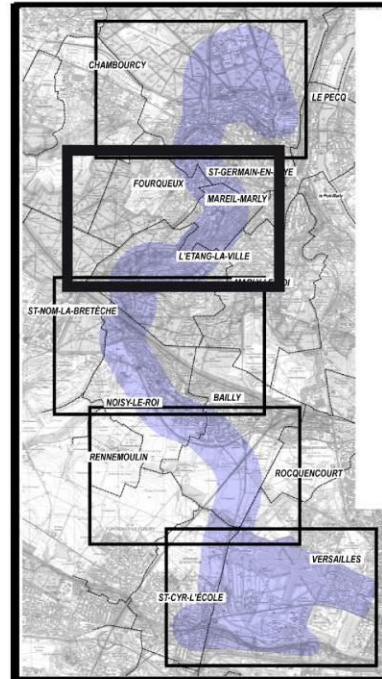 CHAMBOURCY
LE PECQ
ST-GERMAIN-EN-LAYE
FOURQUEUX
MAREIL-MARLY
L'ETANG-LA-VILLE
ST-NOM-LA-BRETÈCHE
NOISY-LE-ROI
BAILLY
RENNEMOULIN
ROCQUENCOURT
VERSAILLES
ST-CYR-L'ÉCOLE